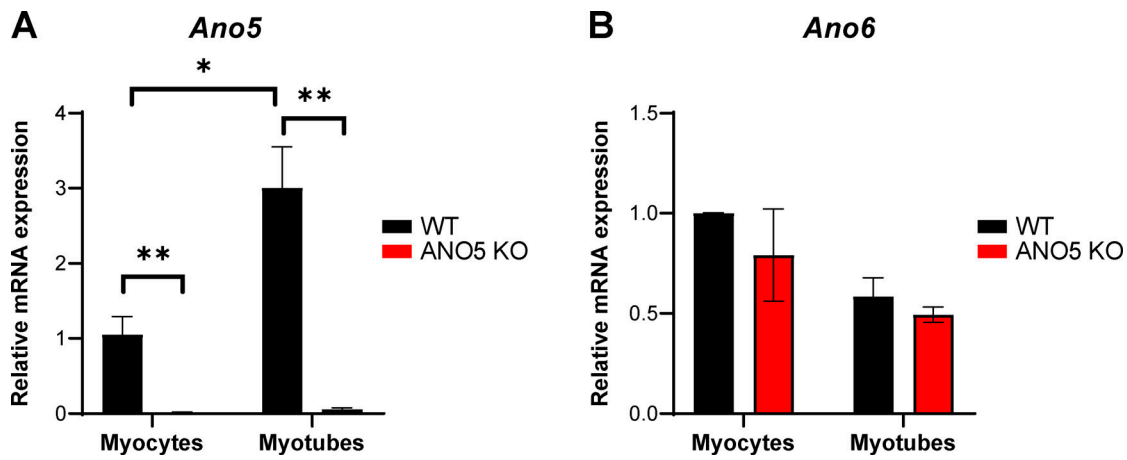 A
Ano5
Relative mRNA expression
4
3
2
1
0
*
**
**
Myocytes
Myotubes
WT
ANO5 KO
B
Ano6
Relative mRNA expression
1.5
1.0
0.5
0.0
Myocytes
Myotubes
WT
ANO5 KO